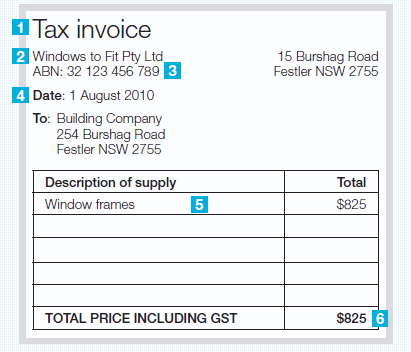 1 Tax invoice
2 Windows to Fit Pty Ltd 15 Burshag Road
ABN: 32 123 456 789 3 Festler NSW 2755
4 Date: 1 August 2010
To: Building Company
254 Burshag Road
Festler NSW 2755
Description of supply Total
Window frames 5 $825
TOTAL PRICE INCLUDING GST $825 6